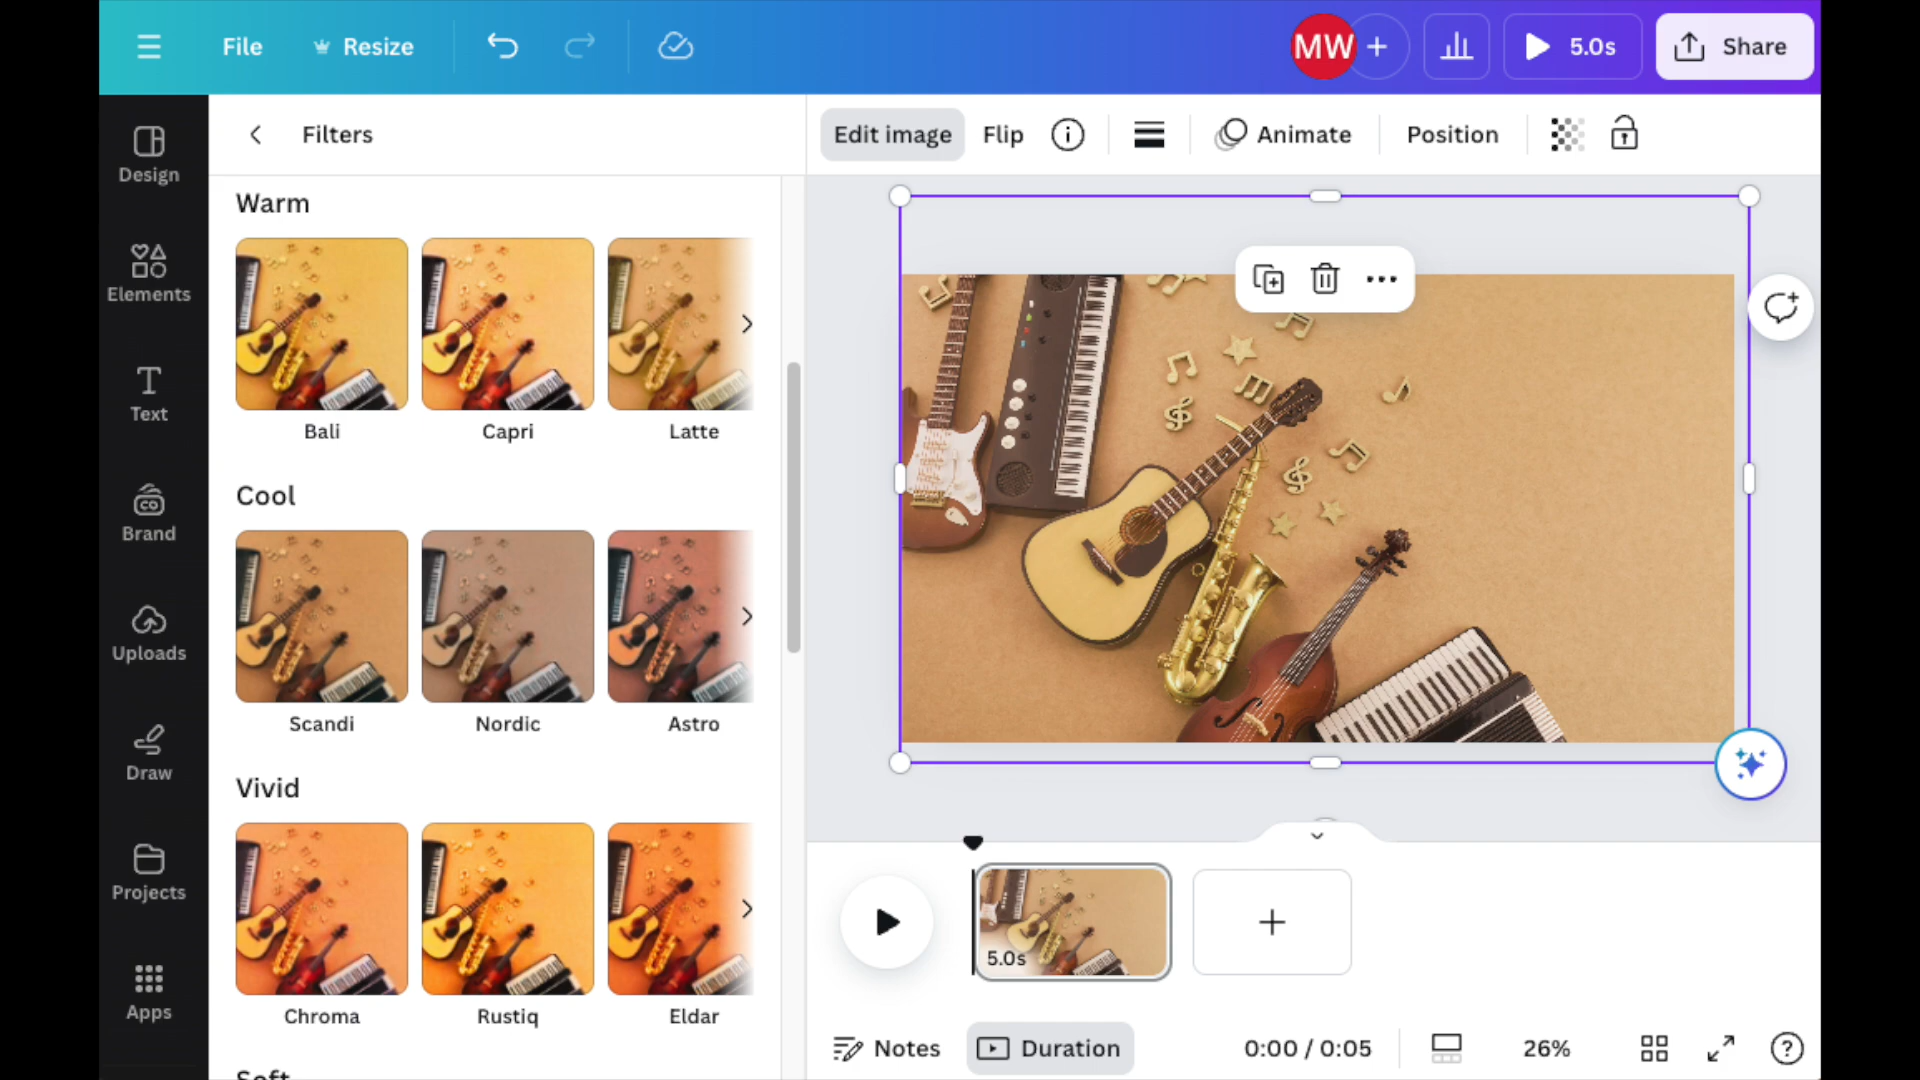 File
Resize
MW
5.0s
Share
Design
Elements
Text
Brand
Uploads
Draw
Projects
Apps
Filters
Warm
Bali
Capri
Latte
Cool
Scandi
Nordic
Astro
Vivid
Chroma
Rustiq
Eldar
Soft
Edit image
Flip
Animate
Position
5.0s
Notes
Duration
0:00 / 0:05
26%